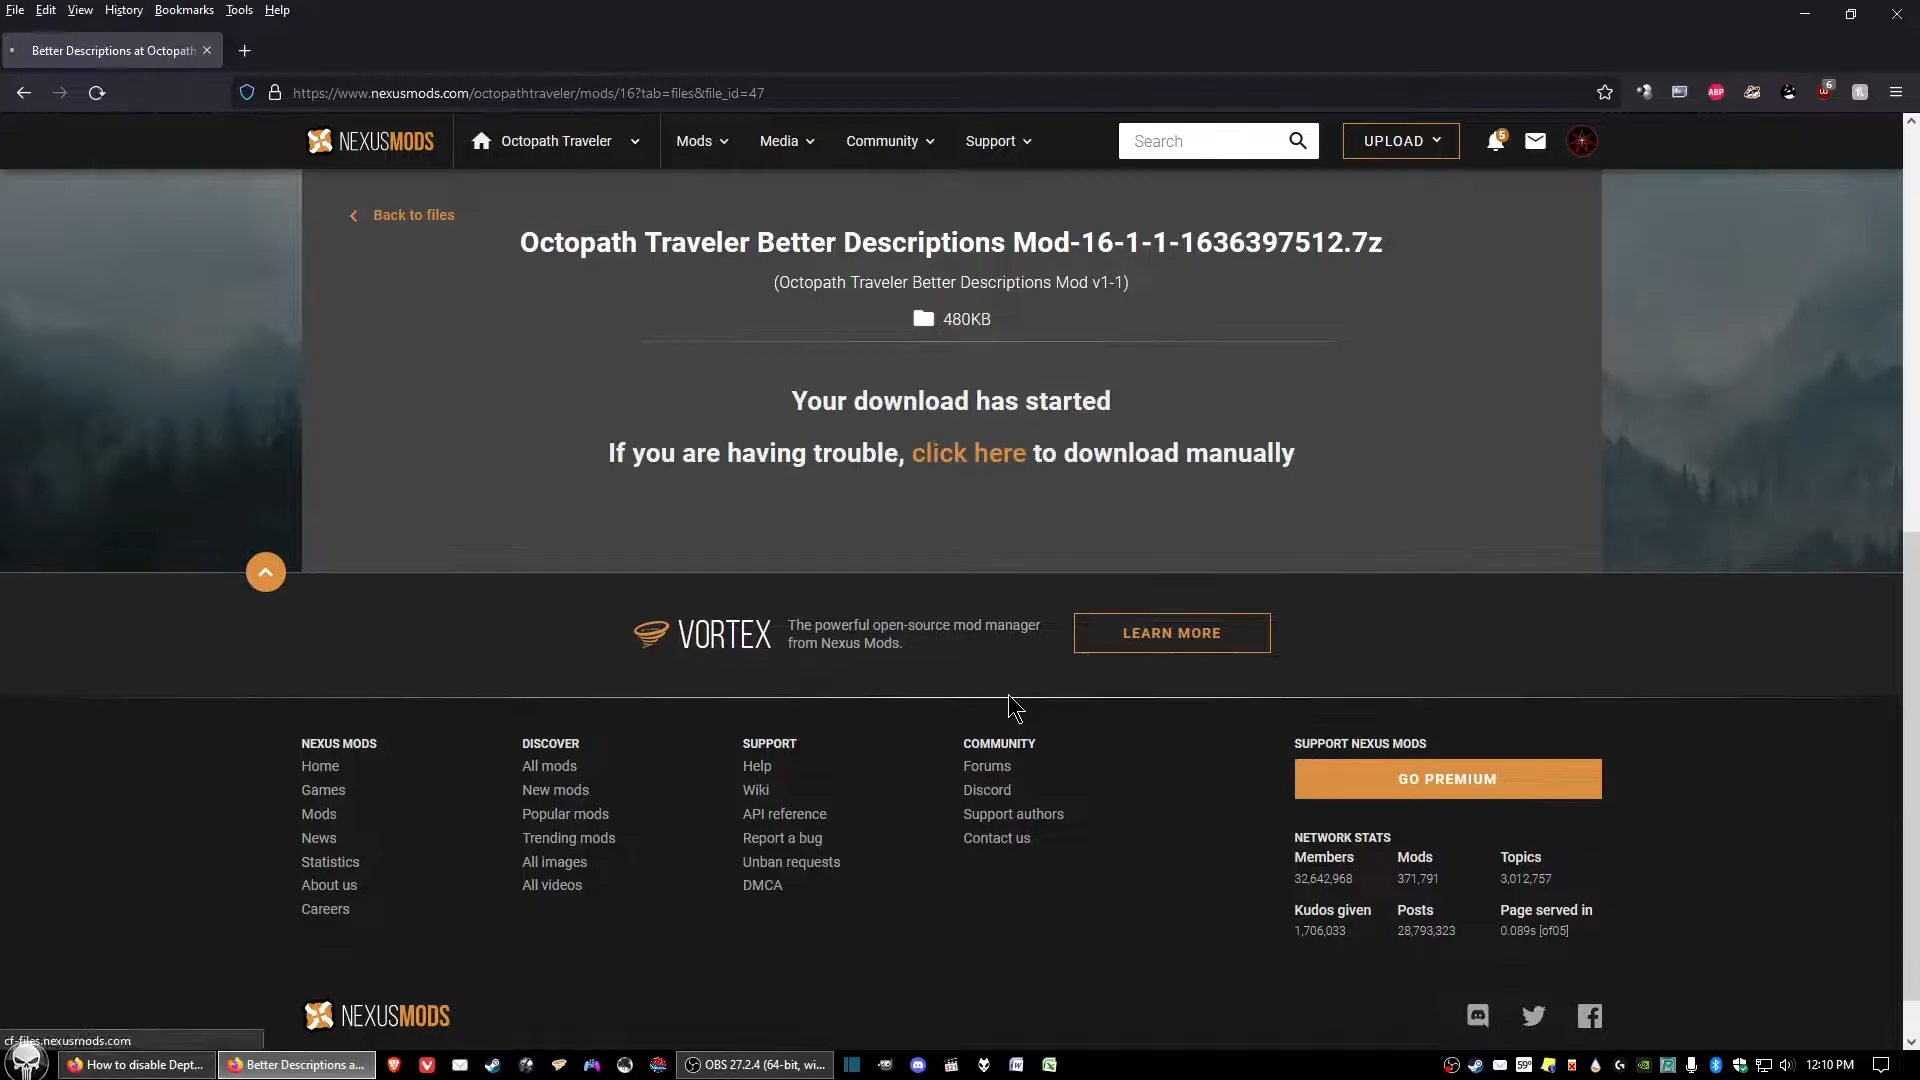 File Edit View History Bookmarks Tools Help
Better Descriptions at Octopath
https://www.nexusmods.com/octopathtraveler/mods/16?tab=files&file_id=47
ABP
6
NEXUSMODS
Octopath Traveler
Mods
Media
Community
Support
Search
UPLOAD
5
Back to files
Octopath Traveler Better Descriptions Mod-16-1-1-1636397512.7z
(Octopath Traveler Better Descriptions Mod v1-1)
480KB
Your download has started
If you are having trouble, click here to download manually
VORTEX
The powerful open-source mod manager
from Nexus Mods.
LEARN MORE
NEXUS MODS
Home
Games
Mods
News
Statistics
About us
Careers
DISCOVER
All mods
New mods
Popular mods
Trending mods
All images
All videos
SUPPORT
Help
Wiki
API reference
Report a bug
Unban requests
DMCA
COMMUNITY
Forums
Discord
Support authors
Contact us
SUPPORT NEXUS MODS
GO PREMIUM
NETWORK STATS
Members Mods Topics
32,642,968 371,791 3,012,757
Kudos given Posts Page served in
1,706,033 28,793,323 0.089s [of05]
NEXUSMODS
cf-files.nexusmods.com
How to disable Dept...
Better Descriptions a...
OBS 27.2.4 (64-bit, wi...
59°
12:10 PM